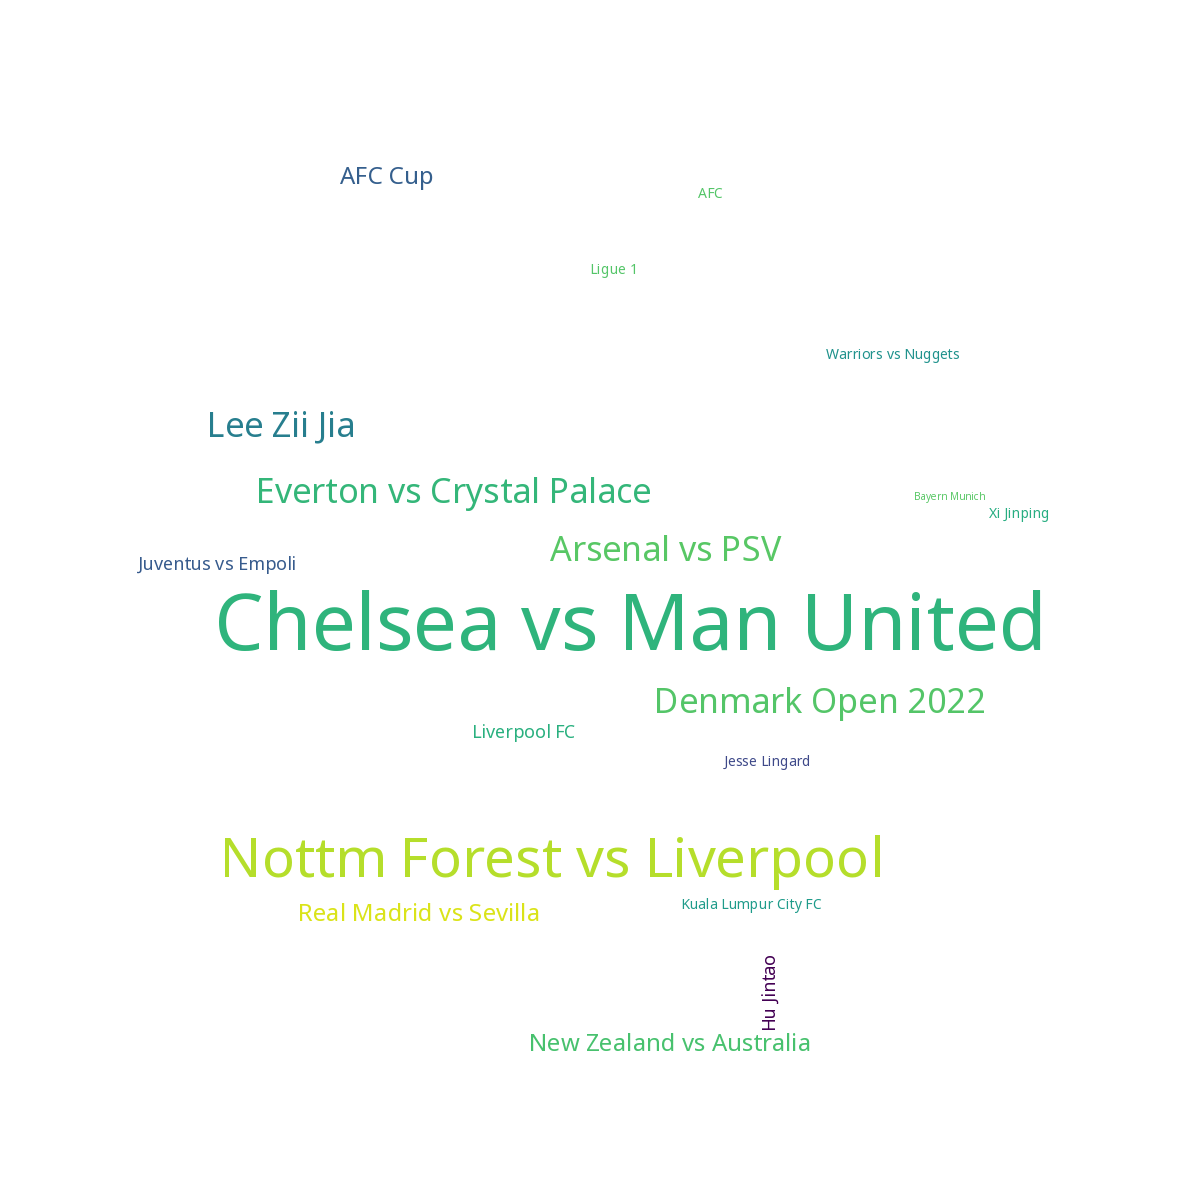 AFC Cup
AFC
Ligue 1
Warriors vs Nuggets
Lee Zii Jia
Everton vs Crystal Palace
Bayern Munich
Xi Jinping
Arsenal vs PSV
Juventus vs Empoli
Chelsea vs Man United
Denmark Open 2022
Liverpool FC
Jesse Lingard
Nottm Forest vs Liverpool
Real Madrid vs Sevilla
Kuala Lumpur City FC
Hu Jintao
New Zealand vs Australia